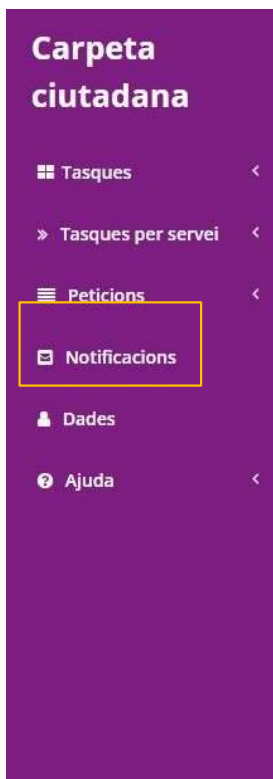 Carpeta
ciutadana
Tasques
Tasques per servei
Peticions
Notificacions
Dades
Ajuda